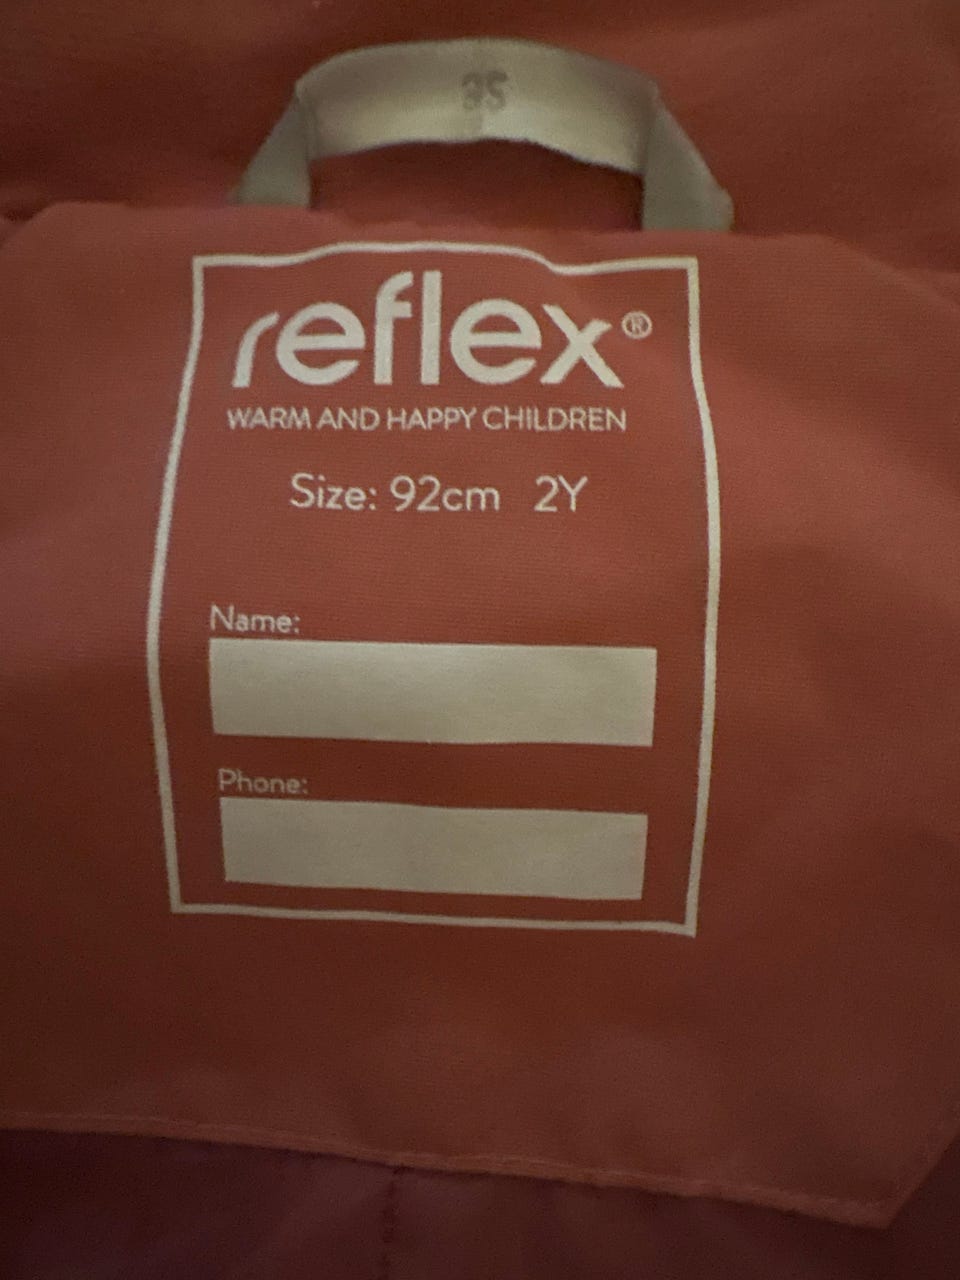 reflex®
WARM AND HAPPY CHILDREN
Size: 92cm 2Y
Name:
Phone: